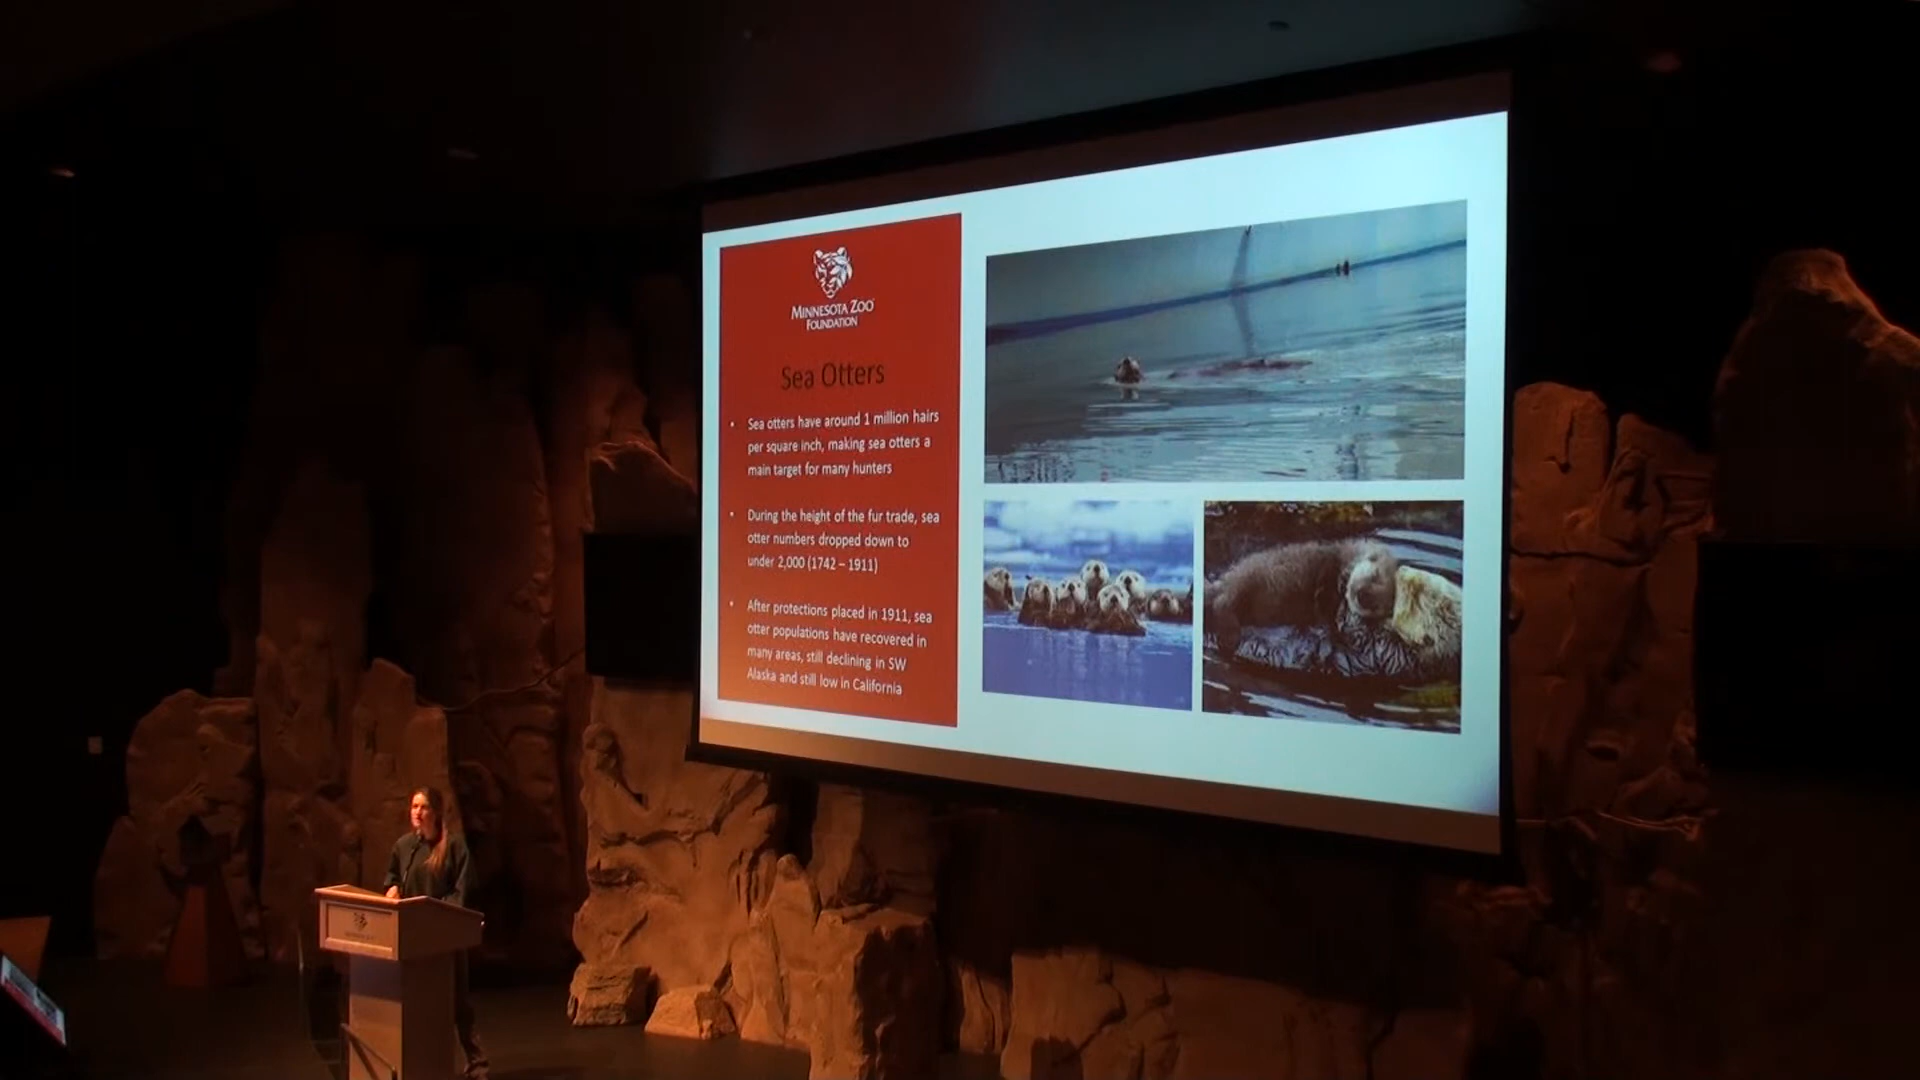 MINNESOTA ZOO
FOUNDATION
Sea Otters
• Sea otters have around 1 million hairs
per square inch, making sea otters a
main target for many hunters
• During the height of the fur trade, sea
otter numbers dropped down to
under 2,000 (1742 – 1911)
• After protections placed in 1911, sea
otter populations have recovered in
many areas, still declining in SW
Alaska and still low in California